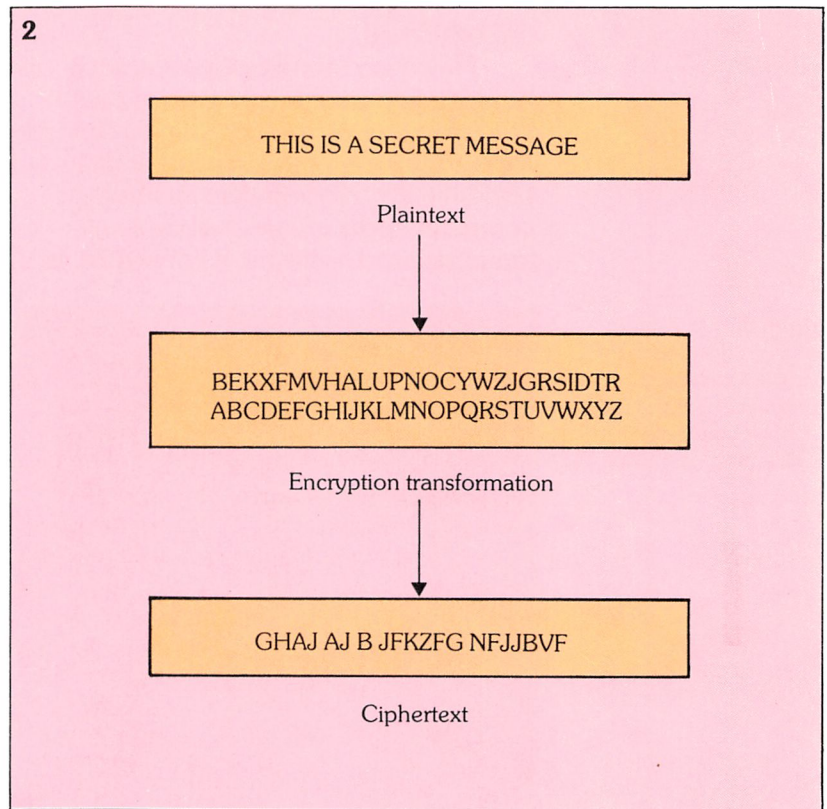 2
THIS IS A SECRET MESSAGE
Plaintext
BEKXFMVHALUPNOCYWZJGRSIDTR
ABCDEFGHIJKLMNOPQRSTUVWXYZ
Encryption transformation
GHAJ AJ B JFKZFG NFJJBVF
Ciphertext